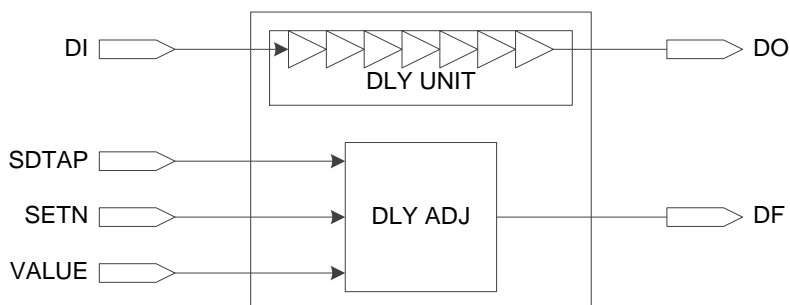 DI
DO
DLY UNIT
SDTAP
SETN
DLY ADJ
DF
VALUE